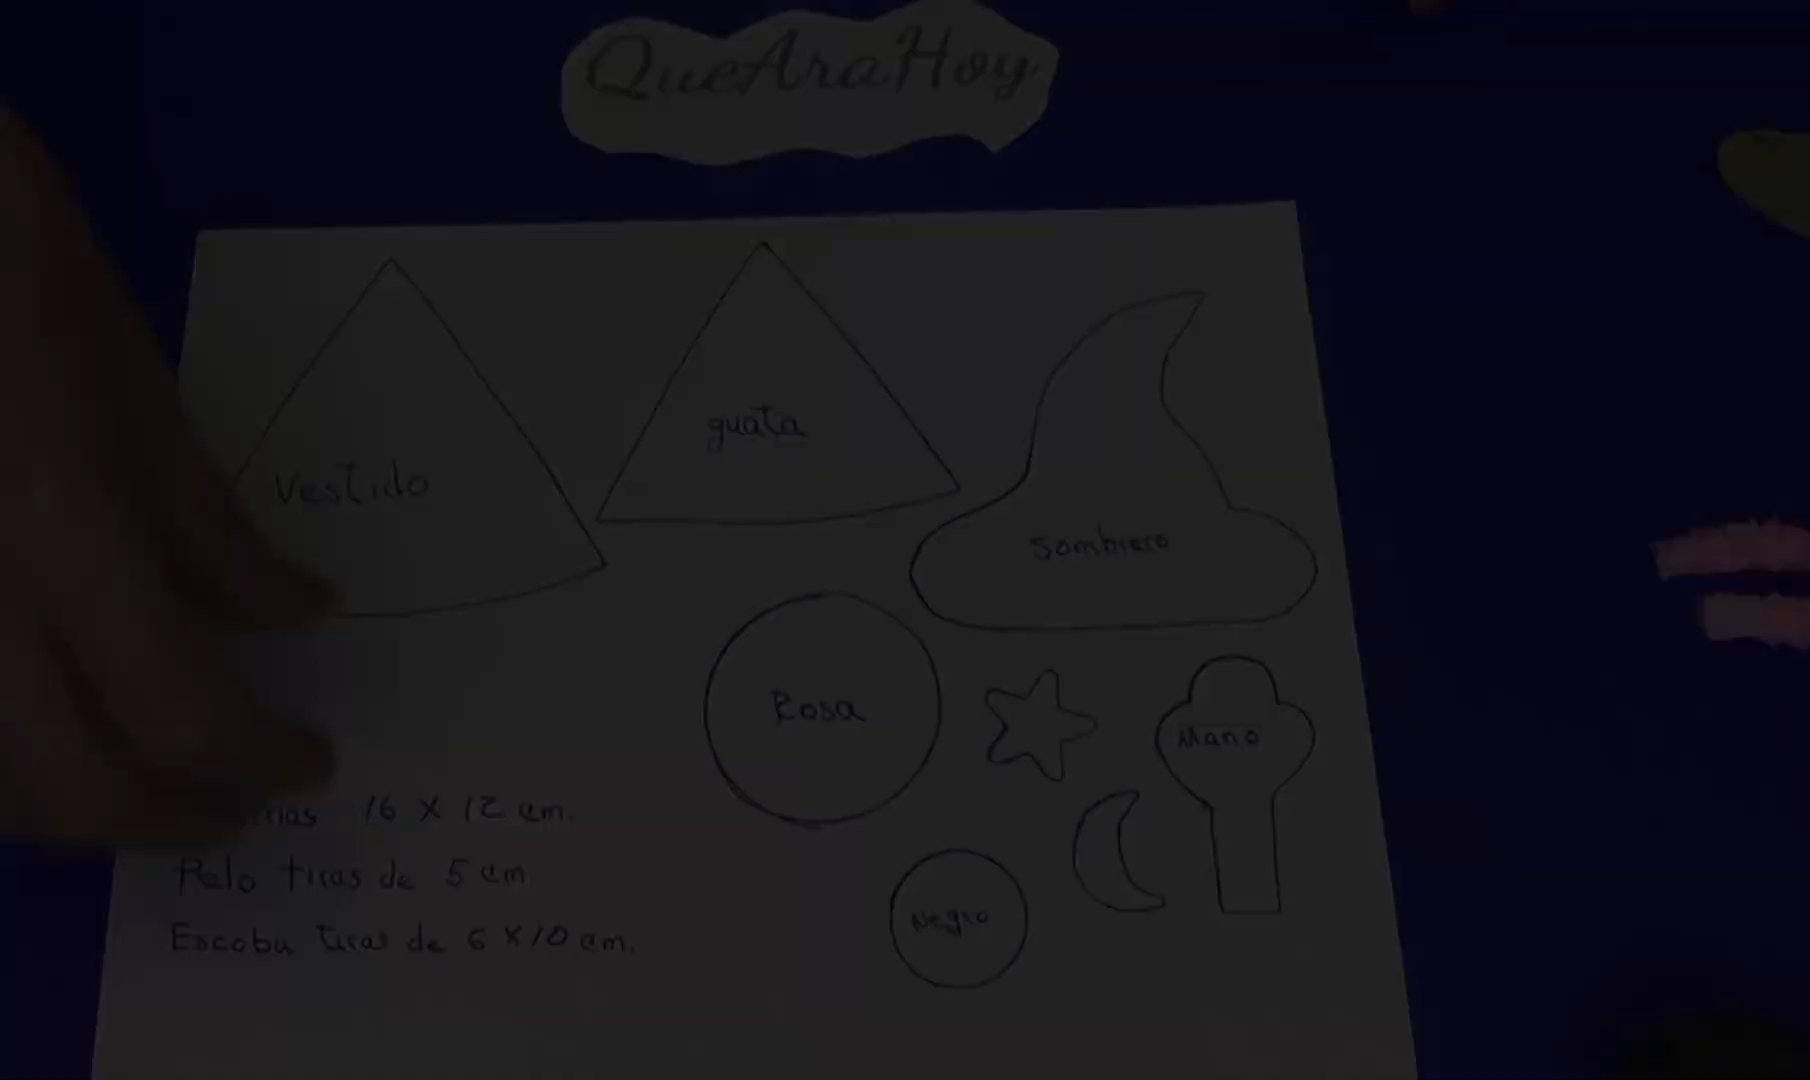 QueAraHoy
Vestido
guata
Sombrero
Rosa
Mano
Negro
16 X 12 cm.
Pelo tiras de 5 cm
Escoba tiras de 6 X 10 cm.